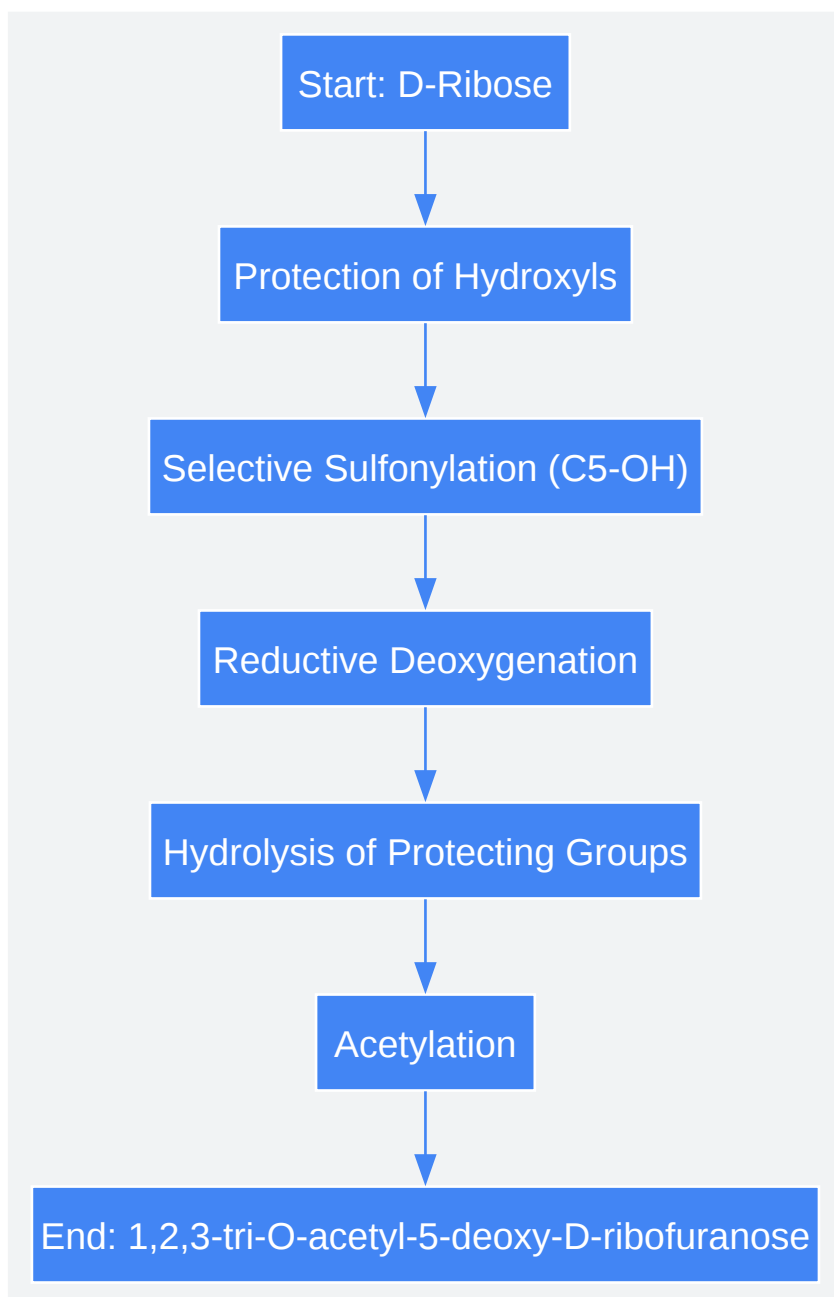 Start: D-Ribose
Protection of Hydroxyls
Selective Sulfonylation (C5-OH)
Reductive Deoxygenation
Hydrolysis of Protecting Groups
Acetylation
End: 1,2,3-tri-O-acetyl-5-deoxy-D-ribofuranose